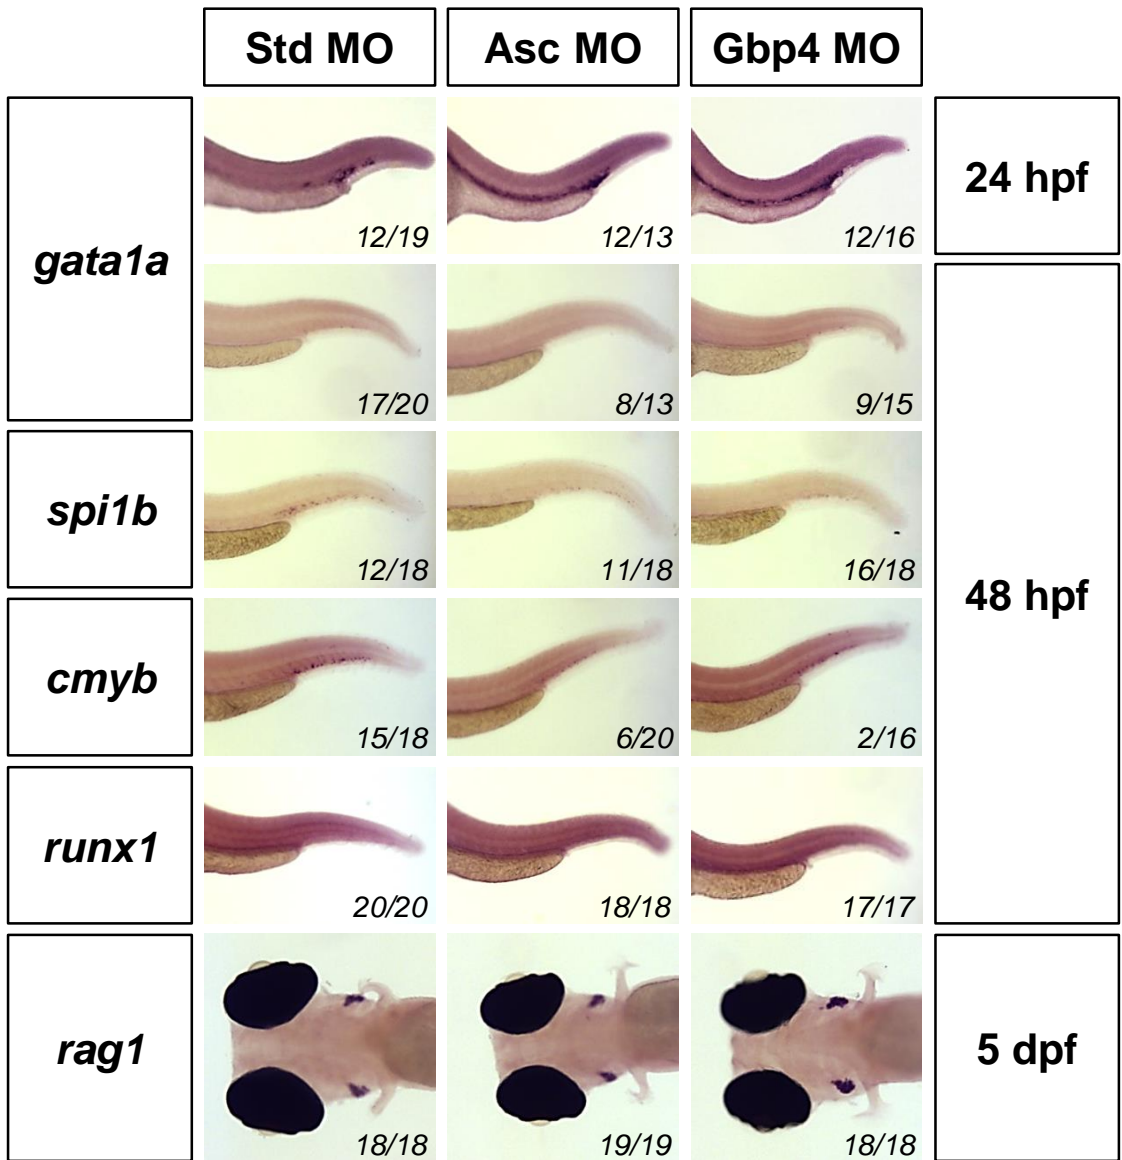 Std MO
Asc MO
Gbp4 MO
gata1a
24 hpf
12/19
12/13
12/16
17/20
8/13
9/15
spi1b
48 hpf
12/18
11/18
16/18
cmyb
15/18
6/20
2/16
runx1
20/20
18/18
17/17
rag1
5 dpf
18/18
19/19
18/18